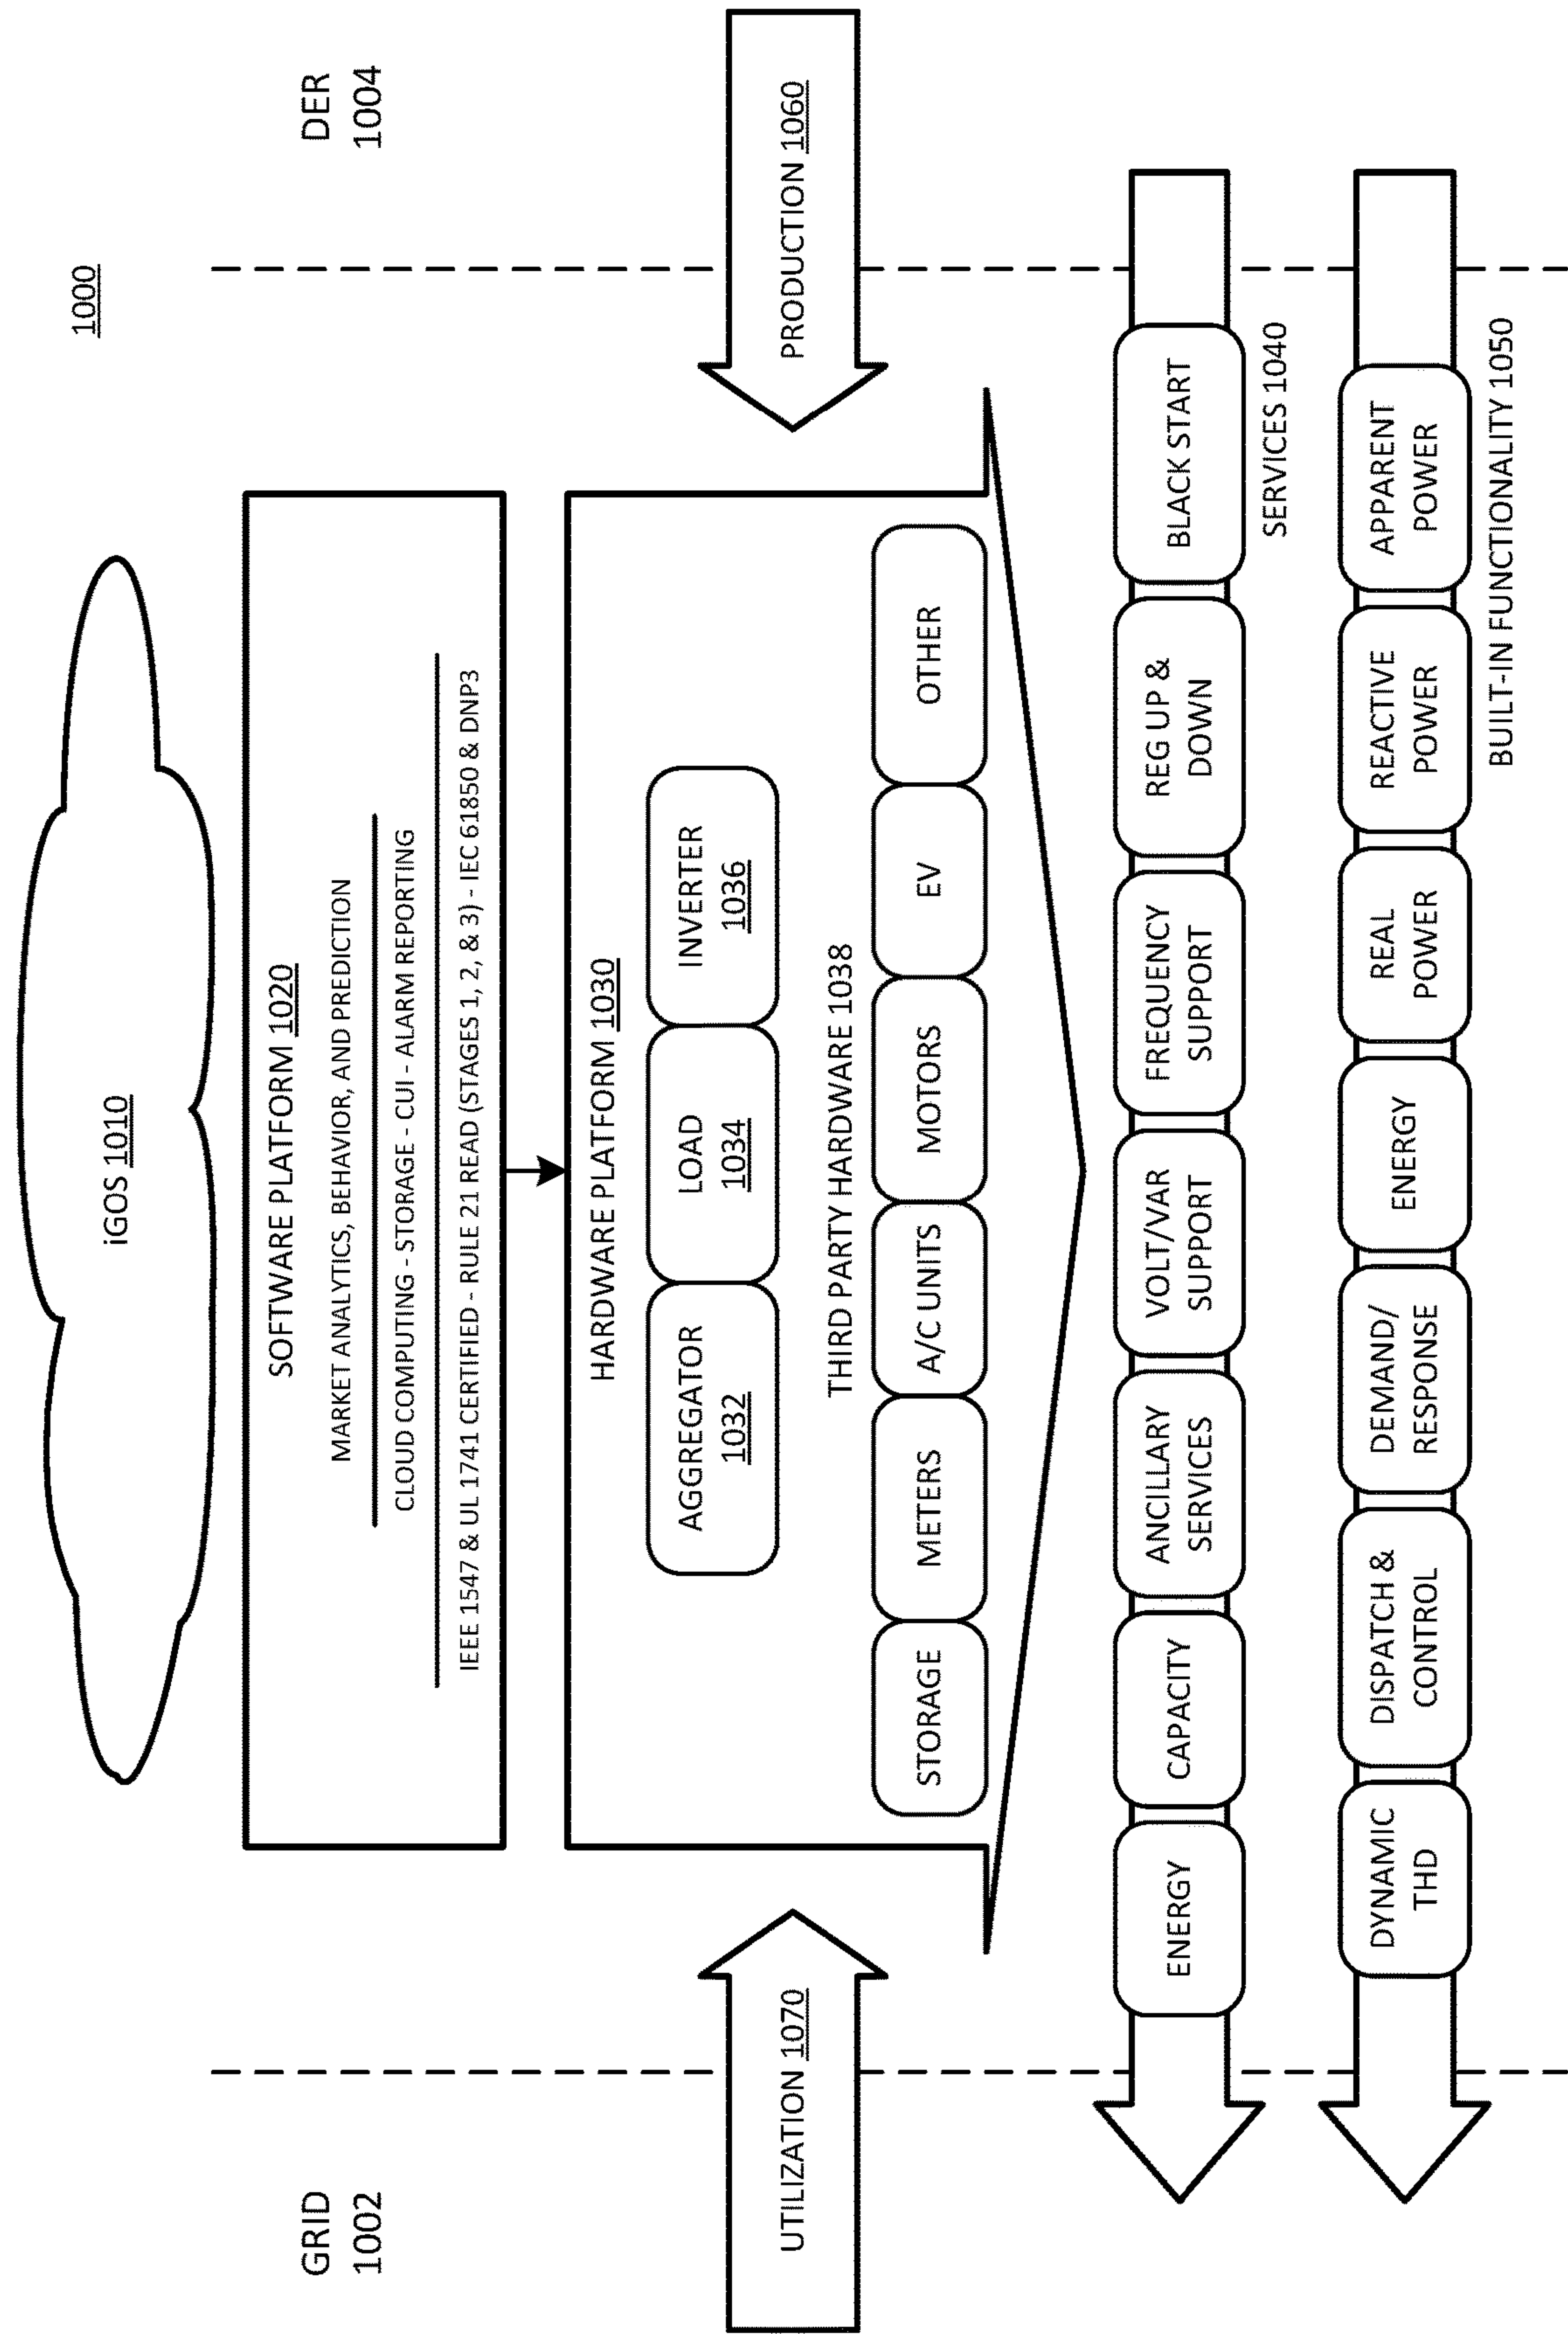 1000
iGOS 1010
GRID
1002
DER
1004
SOFTWARE PLATFORM 1020
MARKET ANALYTICS, BEHAVIOR, AND PREDICTION
CLOUD COMPUTING - STORAGE - CUI - ALARM REPORTING
IEEE 1547 & UL 1741 CERTIFIED - RULE 21 READ (STAGES 1, 2, & 3) - IEC 61850 & DNP3
HARDWARE PLATFORM 1030
AGGREGATOR
1032
LOAD
1034
INVERTER
1036
UTILIZATION 1070
PRODUCTION 1060
THIRD PARTY HARDWARE 1038
STORAGE
METERS
A/C UNITS
MOTORS
EV
OTHER
ENERGY
CAPACITY
ANCILLARY
SERVICES
VOLT/VAR
SUPPORT
FREQUENCY
SUPPORT
REG UP &
DOWN
BLACK START
SERVICES 1040
DYNAMIC
THD
DISPATCH &
CONTROL
DEMAND/
RESPONSE
ENERGY
REAL
POWER
REACTIVE
POWER
APPARENT
POWER
BUILT-IN FUNCTIONALITY 1050